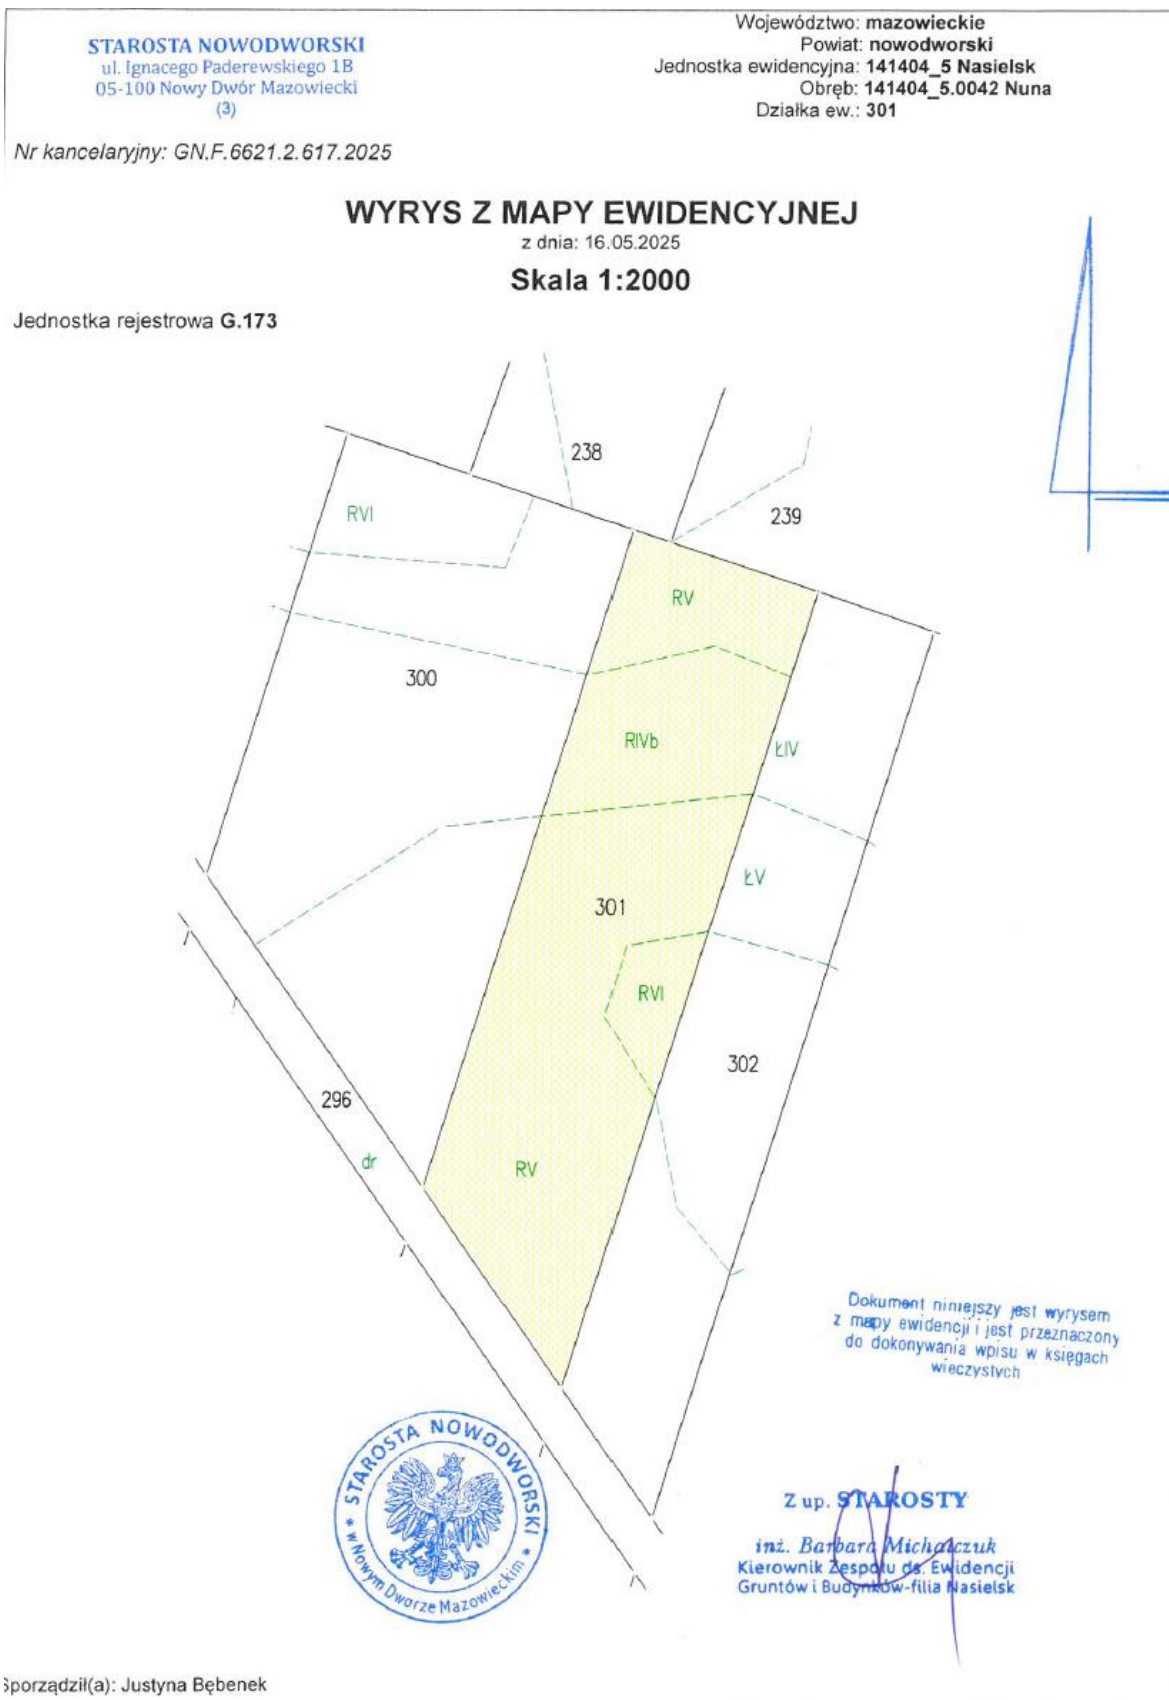 STAROSTA NOWODWORSKI
ul. Ignacego Paderewskiego 1B
05-100 Nowy Dwór Mazowiecki
(3)
Województwo: mazowieckie
Powiat: nowodworski
Jednostka ewidencyjna: 141404_5 Nasielsk
Obręb: 141404_5.0042 Nuna
Działka ew.: 301
Nr kancelaryjny: GN.F.6621.2.617.2025
WYRYS Z MAPY EWIDENCYJNEJ
z dnia: 16.05.2025
Skala 1:2000
Jednostka rejestrowa G.173
238
RVI
239
RV
300
RIVb
ŁIV
ŁV
301
RVI
302
296
dr
RV
Dokument niniejszy jest wyrysem
z mapy ewidencji i jest przeznaczony
do dokonywania wpisu w księgach
wieczystych
* STAROSTA NOWODWORSKI *
w Nowym Dworze Mazowieckim
Z up. STAROSTY
inż. Barbara Michalczuk
Kierownik Zespołu ds. Ewidencji
Gruntów i Budynków-filia Nasielsk
Sporządził(a): Justyna Bębenek